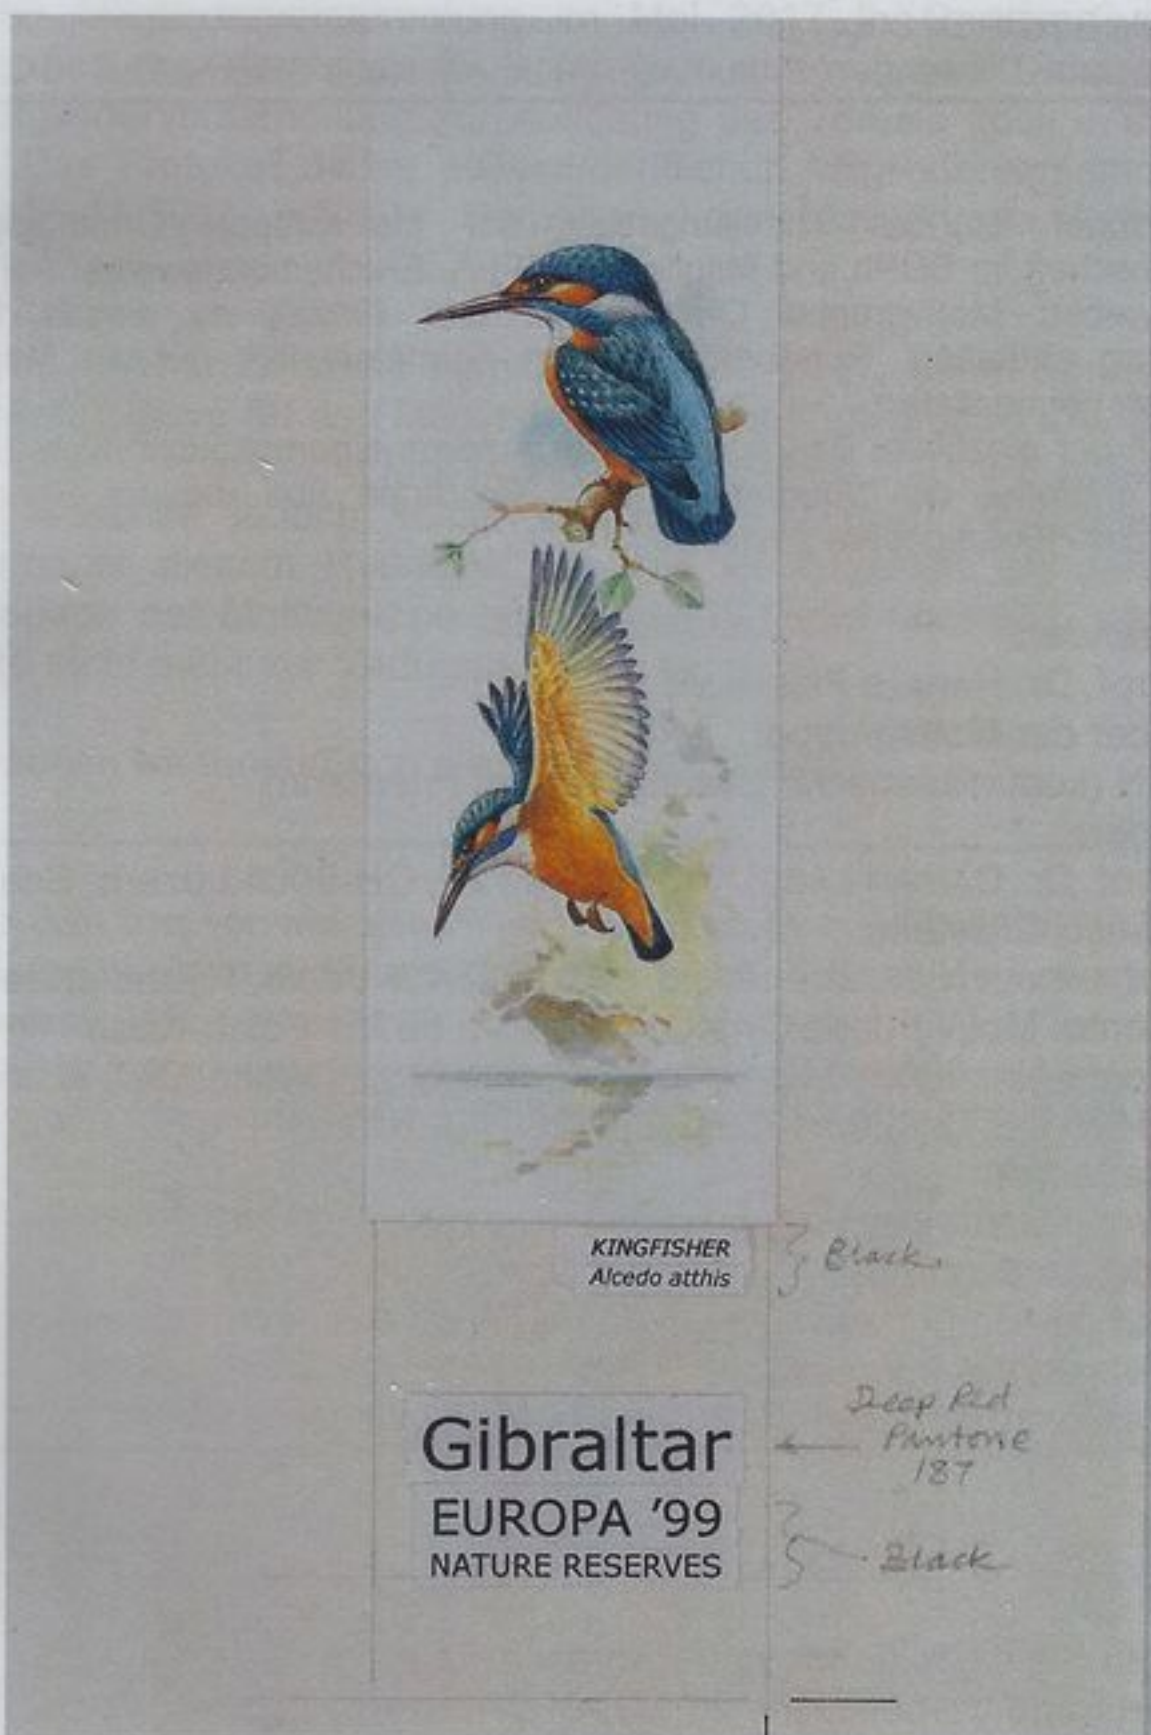 KINGFISHER
Alcedo atthis
Black
Gibraltar
Deep Red
Pantone
187
EUROPA '99
NATURE RESERVES
Black